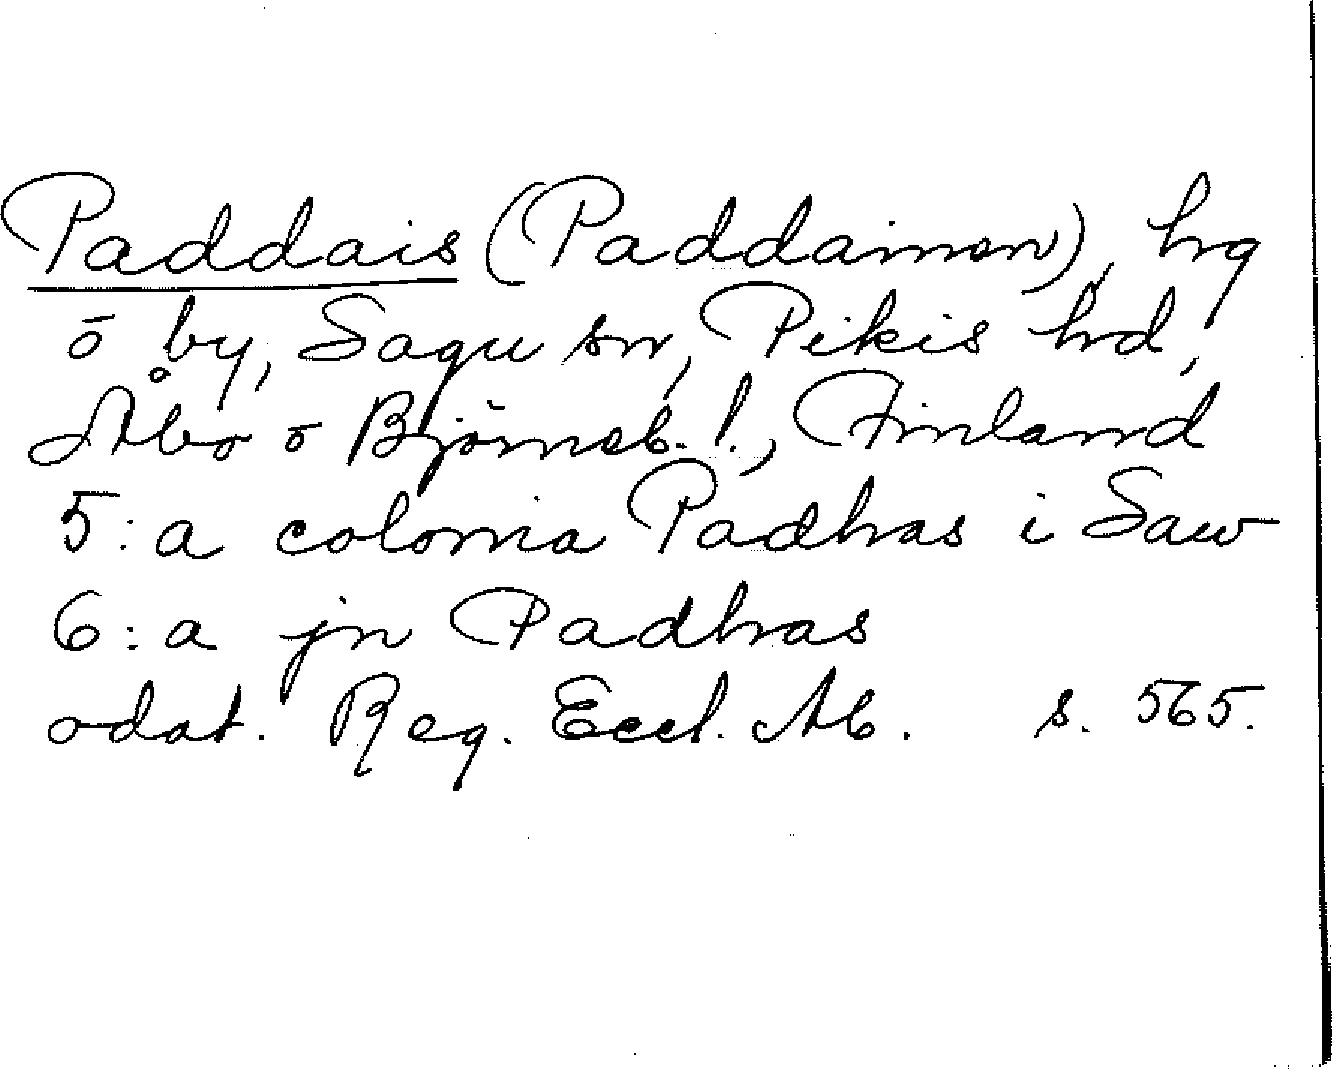 Paddais (Paddainen), hrg
o by, Sagu sn, Pikis hd,
Åbo o Björneb. l., Finland
5: a colonia Padhas i Saw
6: a jn Padhas
odat. Reg. Eccl. Ab. s. 565.